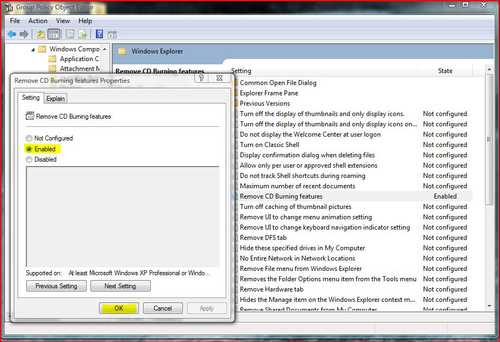 Group Policy Object Editor
File Action View Help
Windows Compo
Application C
Attachment M
Windows Explorer
Remove CD Burning features
Setting State
Common Open File Dialog
Explorer Frame Pane
Previous Versions
Turn off the display of thumbnails and only display icons. Not configured
Turn off the display of thumbnails and only display icons on... Not configured
Do not display the Welcome Center at user logon Not configured
Turn on Classic Shell Not configured
Display confirmation dialog when deleting files Not configured
Allow only per user or approved shell extensions Not configured
Do not track Shell shortcuts during roaming Not configured
Maximum number of recent documents Not configured
Remove CD Burning features Enabled
Turn off caching of thumbnail pictures Not configured
Remove UI to change menu animation setting Not configured
Remove UI to change keyboard navigation indicator setting Not configured
Remove DFS tab Not configured
Hide these specified drives in My Computer Not configured
No Entire Network in Network Locations Not configured
Remove File menu from Windows Explorer Not configured
Removes the Folder Options menu item from the Tools menu Not configured
Remove Hardware tab Not configured
Hides the Manage item on the Windows Explorer context m... Not configured
Remove Shared Documents from My Computer Not configured
Remove CD Burning features Properties
Setting Explain
Remove CD Burning features
Not Configured
Enabled
Disabled
Supported on: At least Microsoft Windows XP Professional or Windo...
Previous Setting Next Setting
OK Cancel Apply